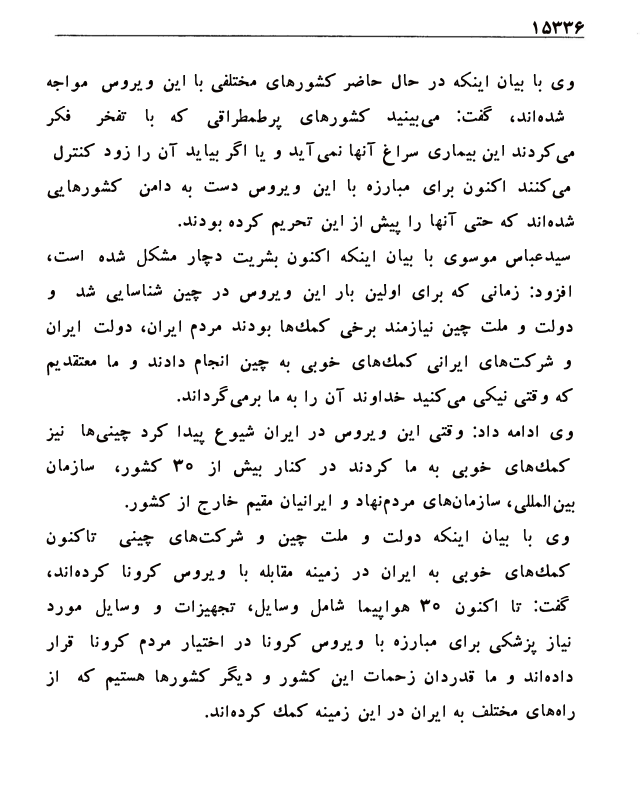 ۱۵۳۳۶
وی با بیان اینکه در حال حاضر کشورهای مختلفی با این ویروس مواجه
شده‌اند، گفت: می‌بینید کشورهای پرطمطراقی که با تفخر فکر
می‌کردند این بیماری سراغ آنها نمی‌آید و یا اگر بیاید آن را زود کنترل
می‌کنند اکنون برای مبارزه با این ویروس دست به دامن کشورهایی
شده‌اند که حتی آنها را پیش از این تحریم کرده بودند.
سیدعباس موسوی با بیان اینکه اکنون بشریت دچار مشکل شده است،
افزود: زمانی که برای اولین بار این ویروس در چین شناسایی شد و
دولت و ملت چین نیازمند برخی کمك‌ها بودند مردم ایران، دولت ایران
و شرکت‌های ایرانی کمك‌های خوبی به چین انجام دادند و ما معتقدیم
که وقتی نیکی می‌کنید خداوند آن را به ما برمی‌گرداند.
وی ادامه داد: وقتی این ویروس در ایران شیوع پیدا کرد چینی‌ها نیز
کمك‌های خوبی به ما کردند در کنار بیش از ۳۰ کشور، سازمان
بین‌المللی، سازمان‌های مردم‌نهاد و ایرانیان مقیم خارج از کشور.
وی با بیان اینکه دولت و ملت چین و شرکت‌های چینی تاکنون
کمك‌های خوبی به ایران در زمینه مقابله با ویروس کرونا کرده‌اند،
گفت: تا اکنون ۳۰ هواپیما شامل وسایل، تجهیزات و وسایل مورد
نیاز پزشکی برای مبارزه با ویروس کرونا در اختیار مردم کرونا قرار
داده‌اند و ما قدردان زحمات این کشور و دیگر کشورها هستیم که از
راه‌های مختلف به ایران در این زمینه کمك کرده‌اند.